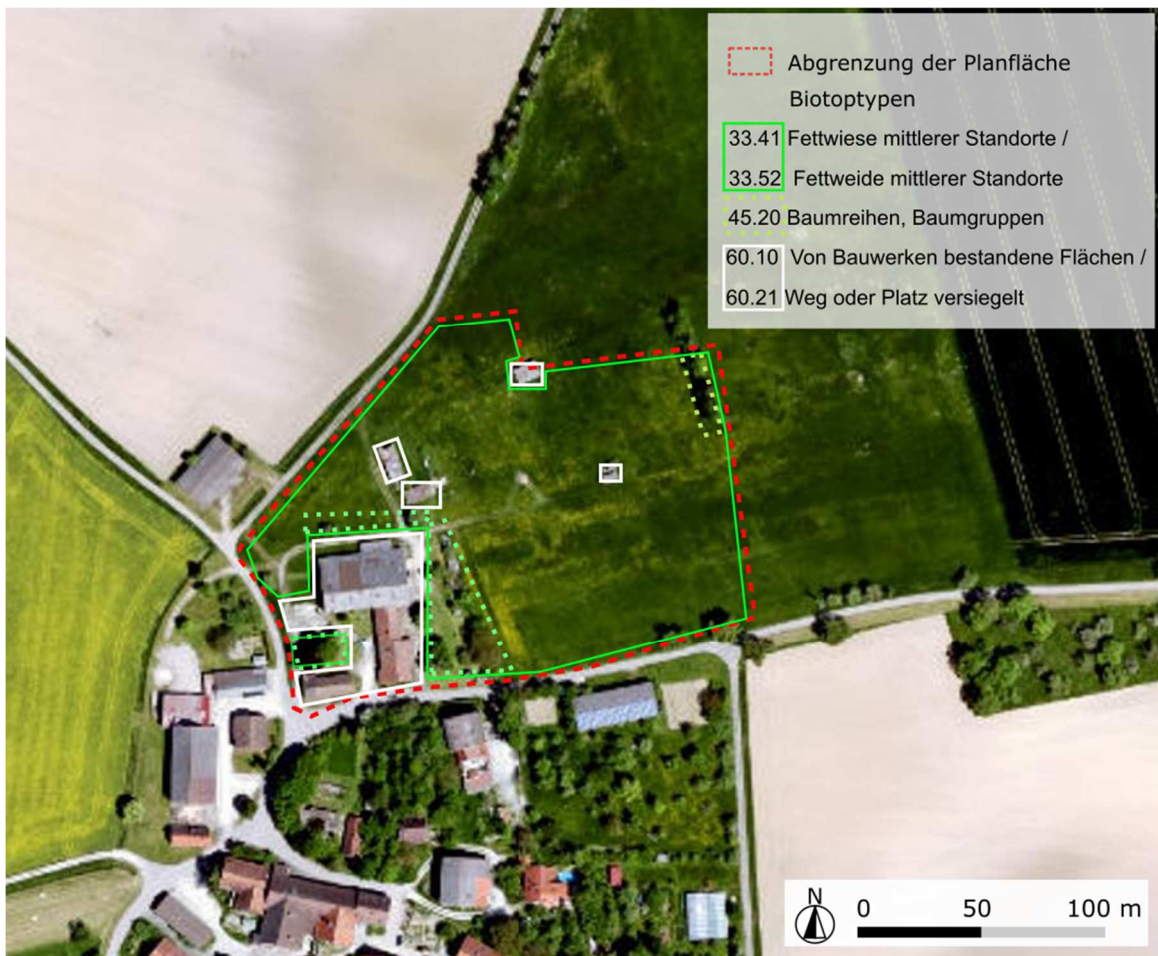 Abgrenzung der Planfläche
Biotoptypen
33.41 Fettwiese mittlerer Standorte /
33.52 Fettweide mittlerer Standorte
45.20 Baumreihen, Baumgruppen
60.10 Von Bauwerken bestandene Flächen /
60.21 Weg oder Platz versiegelt
N
0 50 100 m